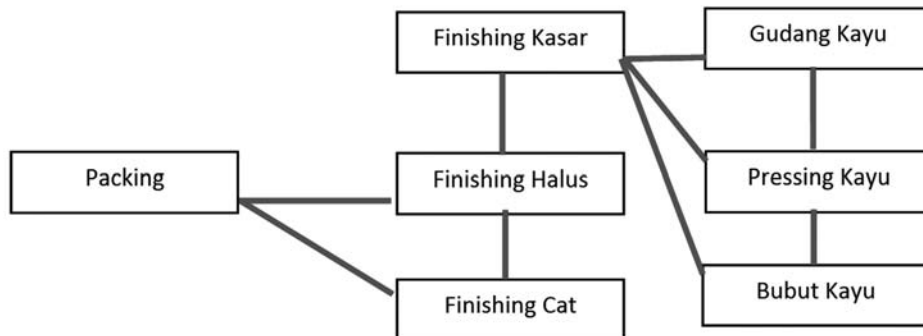 Finishing Kasar
Gudang Kayu
Packing
Finishing Halus
Pressing Kayu
Finishing Cat
Bubut Kayu